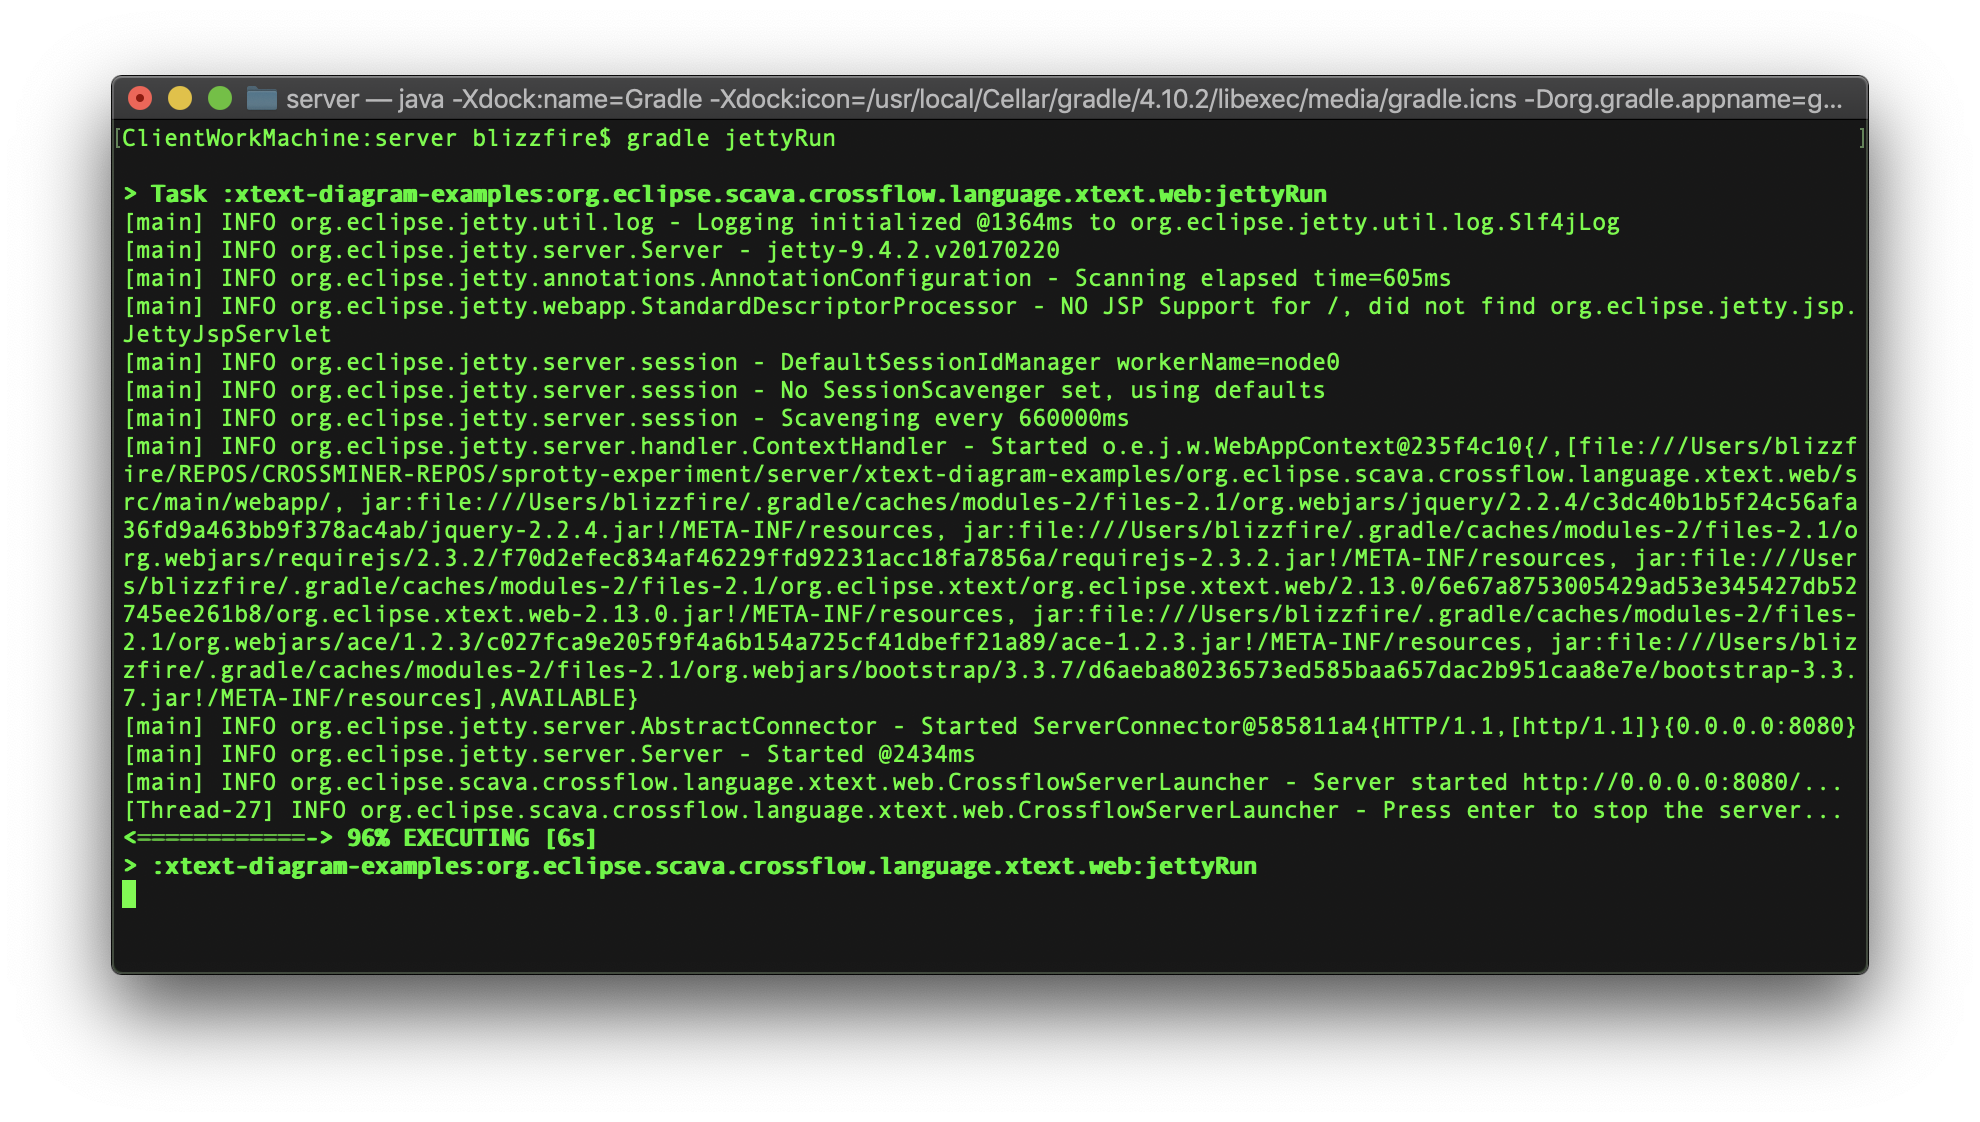 server — java -Xdock:name=Gradle -Xdock:icon=/usr/local/Cellar/gradle/4.10.2/libexec/media/gradle.icns -Dorg.gradle.appname=g...
[ClientWorkMachine:server blizzfire$ gradle jettyRun ]
> Task :xtext-diagram-examples:org.eclipse.scava.crossflow.language.xtext.web:jettyRun
[main] INFO org.eclipse.jetty.util.log - Logging initialized @1364ms to org.eclipse.jetty.util.log.Slf4jLog
[main] INFO org.eclipse.jetty.server.Server - jetty-9.4.2.v20170220
[main] INFO org.eclipse.jetty.annotations.AnnotationConfiguration - Scanning elapsed time=605ms
[main] INFO org.eclipse.jetty.webapp.StandardDescriptorProcessor - NO JSP Support for /, did not find org.eclipse.jetty.jsp.
JettyJspServlet
[main] INFO org.eclipse.jetty.server.session - DefaultSessionIdManager workerName=node0
[main] INFO org.eclipse.jetty.server.session - No SessionScavenger set, using defaults
[main] INFO org.eclipse.jetty.server.session - Scavenging every 660000ms
[main] INFO org.eclipse.jetty.server.handler.ContextHandler - Started o.e.j.w.WebAppContext@235f4c10{/,[file:///Users/blizzf
ire/REPOS/CROSSMINER-REPOS/sprotty-experiment/server/xtext-diagram-examples/org.eclipse.scava.crossflow.language.xtext.web/s
rc/main/webapp/, jar:file:///Users/blizzfire/.gradle/caches/modules-2/files-2.1/org.webjars/jquery/2.2.4/c3dc40b1b5f24c56afa
36fd9a463bb9f378ac4ab/jquery-2.2.4.jar!/META-INF/resources, jar:file:///Users/blizzfire/.gradle/caches/modules-2/files-2.1/o
rg.webjars/requirejs/2.3.2/f70d2efec834af46229ffd92231acc18fa7856a/requirejs-2.3.2.jar!/META-INF/resources, jar:file:///User
s/blizzfire/.gradle/caches/modules-2/files-2.1/org.eclipse.xtext/org.eclipse.xtext.web/2.13.0/6e67a8753005429ad53e345427db52
745ee261b8/org.eclipse.xtext.web-2.13.0.jar!/META-INF/resources, jar:file:///Users/blizzfire/.gradle/caches/modules-2/files-
2.1/org.webjars/ace/1.2.3/c027fca9e205f9f4a6b154a725cf41dbeff21a89/ace-1.2.3.jar!/META-INF/resources, jar:file:///Users/bliz
zfire/.gradle/caches/modules-2/files-2.1/org.webjars/bootstrap/3.3.7/d6aeba80236573ed585baa657dac2b951caa8e7e/bootstrap-3.3.
7.jar!/META-INF/resources],AVAILABLE}
[main] INFO org.eclipse.jetty.server.AbstractConnector - Started ServerConnector@585811a4{HTTP/1.1,[http/1.1]}{0.0.0.0:8080}
[main] INFO org.eclipse.jetty.server.Server - Started @2434ms
[main] INFO org.eclipse.scava.crossflow.language.xtext.web.CrossflowServerLauncher - Server started http://0.0.0.0:8080/...
[Thread-27] INFO org.eclipse.scava.crossflow.language.xtext.web.CrossflowServerLauncher - Press enter to stop the server...
<============-> 96% EXECUTING [6s]
> :xtext-diagram-examples:org.eclipse.scava.crossflow.language.xtext.web:jettyRun